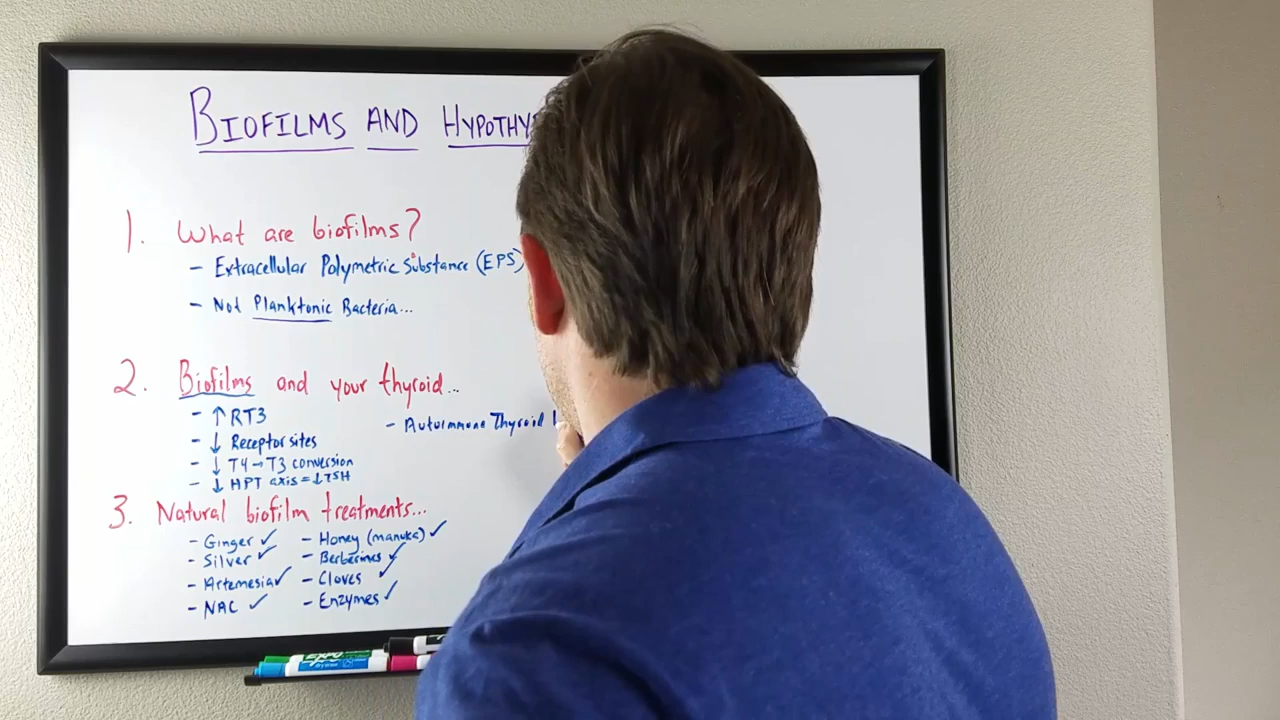 BIOFILMS AND HYPOTHY
1. What are biofilms?
- Extracellular Polymetric Substance (EPS)
- Not Planktonic Bacteria...
2. Biofilms and your thyroid...
- ↑ RT3
- ↓ Receptor sites
- ↓ T4→T3 conversion
- ↓ HPT axis = ↓TSH
- Autoimmune Thyroid
3. Natural biofilm treatments...
- Ginger ✓
- Silver ✓
- Artemesia ✓
- NAC ✓
- Honey (manuka) ✓
- Berberines ✓
- Cloves ✓
- Enzymes ✓
EXPO